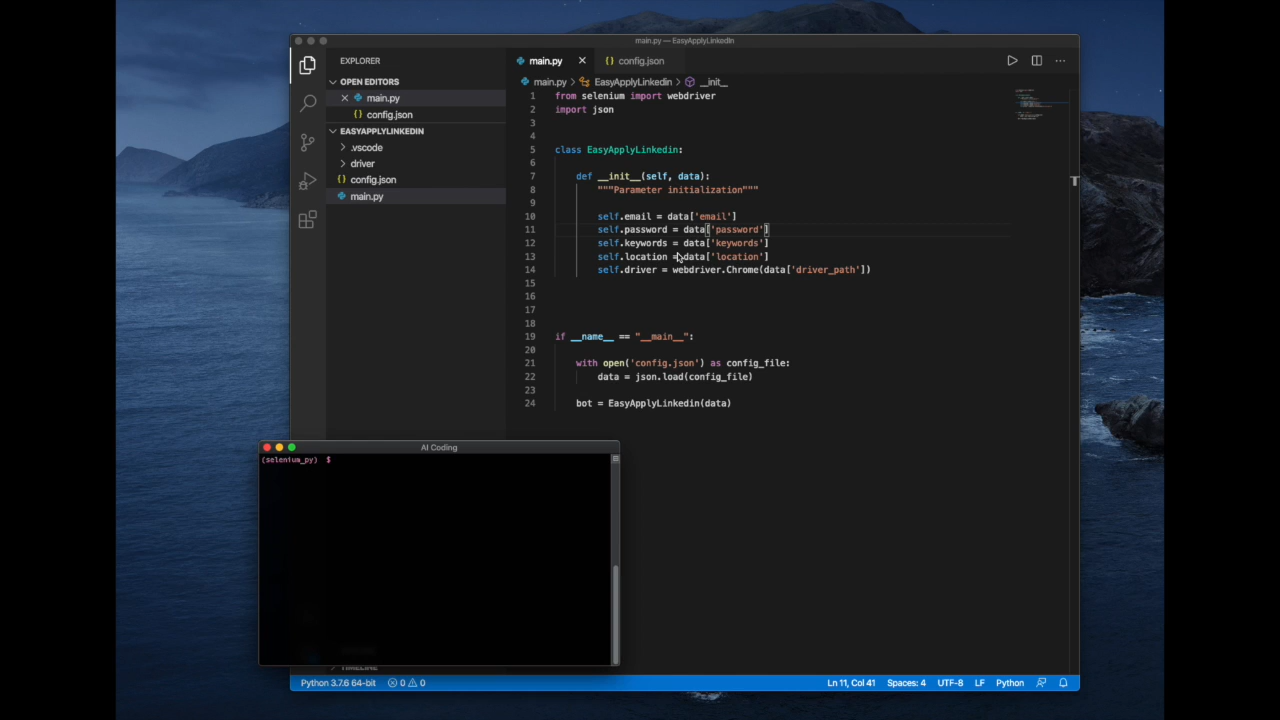 main.py — EasyApplyLinkedIn
EXPLORER
OPEN EDITORS
main.py
config.json
EASYAPPLYLINKEDIN
.vscode
driver
config.json
main.py
main.py
config.json
main.py > EasyApplyLinkedin > __init__
1 from selenium import webdriver
2 import json
3
4
5 class EasyApplyLinkedin:
6
7 def __init__(self, data):
8 """Parameter initialization"""
9
10 self.email = data['email']
11 self.password = data['password']
12 self.keywords = data['keywords']
13 self.location = data['location']
14 self.driver = webdriver.Chrome(data['driver_path'])
15
16
17
18
19 if __name__ == "__main__":
20
21 with open('config.json') as config_file:
22 data = json.load(config_file)
23
24 bot = EasyApplyLinkedin(data)
AI Coding
(selenium_py) $
TIMELINE
Python 3.7.6 64-bit 0 0 Ln 11, Col 41 Spaces: 4 UTF-8 LF Python